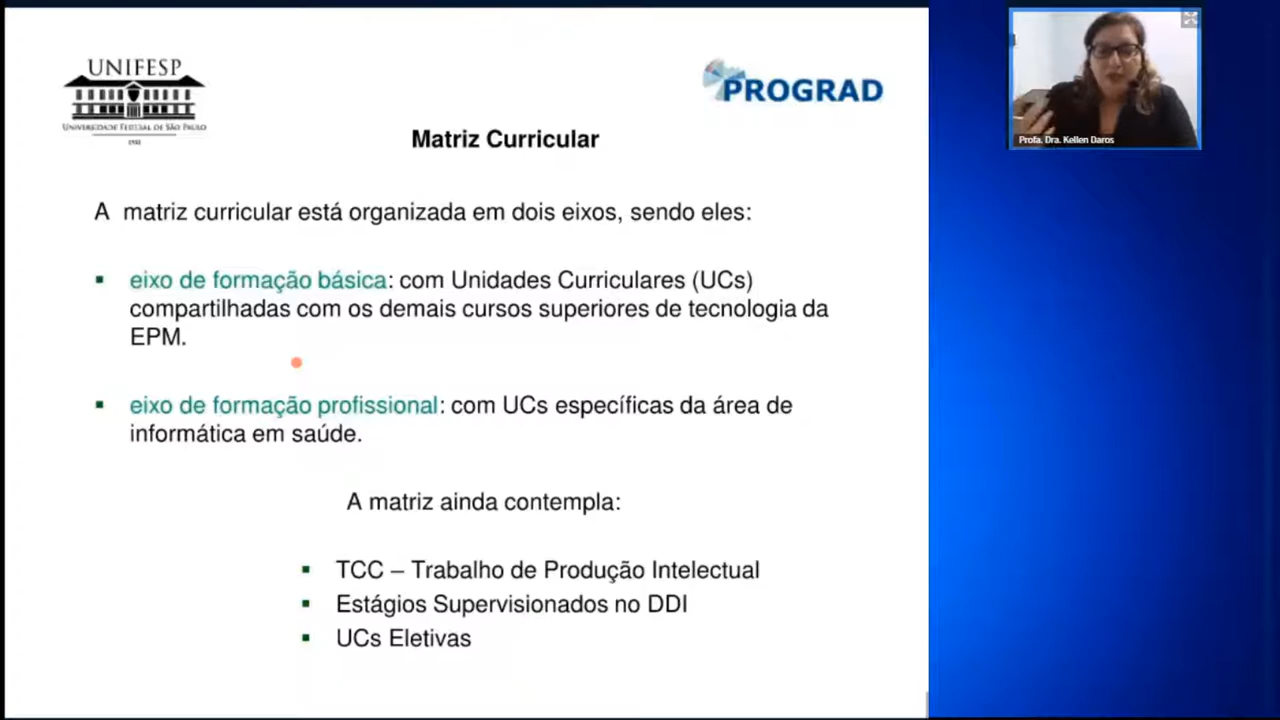 UNIFESP
UNIVERSIDADE FEDERAL DE SÃO PAULO
1933
PROGRAD
Profa. Dra. Kellen Daros
Matriz Curricular
A matriz curricular está organizada em dois eixos, sendo eles:
eixo de formação básica: com Unidades Curriculares (UCs)
compartilhadas com os demais cursos superiores de tecnologia da
EPM.
eixo de formação profissional: com UCs específicas da área de
informática em saúde.
A matriz ainda contempla:
TCC – Trabalho de Produção Intelectual
Estágios Supervisionados no DDI
UCs Eletivas